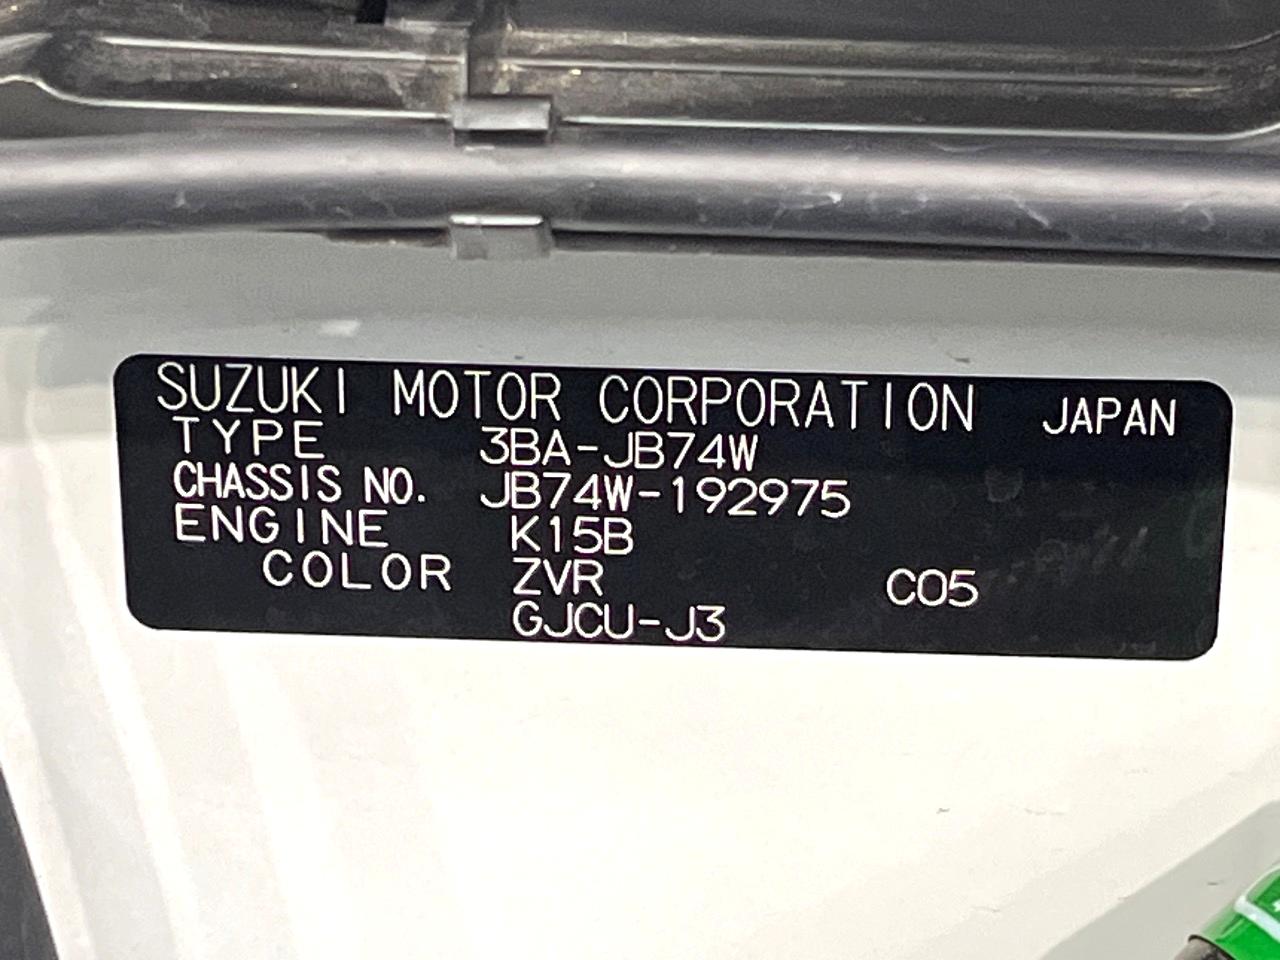 SUZUKI MOTOR CORPORATION JAPAN
TYPE 3BA-JB74W
CHASSIS NO. JB74W-192975
ENGINE K15B
COLOR ZVR C05
GJCU-J3